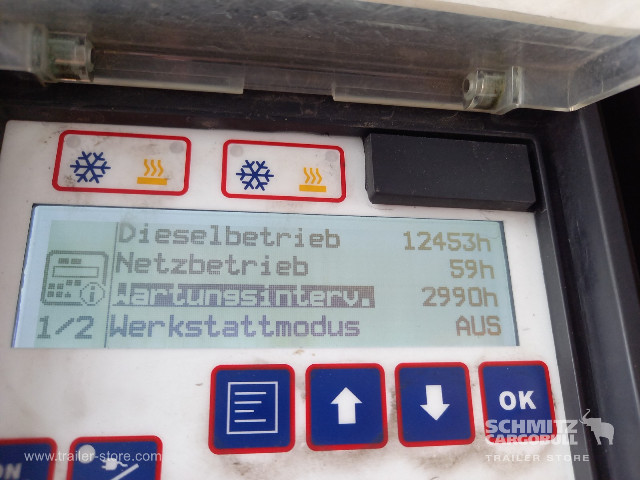 Dieselbetrieb 12453h
Netzbetrieb 59h
Wartungsinterv. 2990h
1/2 Werkstattmodus AUS
OK
ON
SCHMITZ
CARGOBULL
TRAILER STORE
www.trailer-store.com